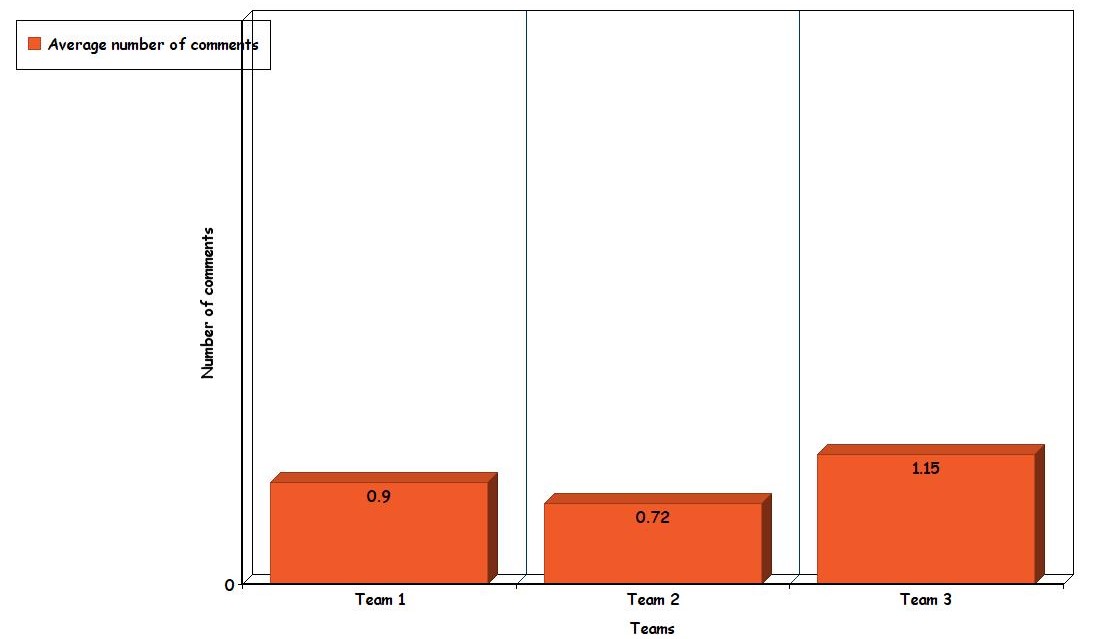 Average number of comments
Number of comments
0.9
0.72
1.15
0
Team 1
Team 2
Team 3
Teams